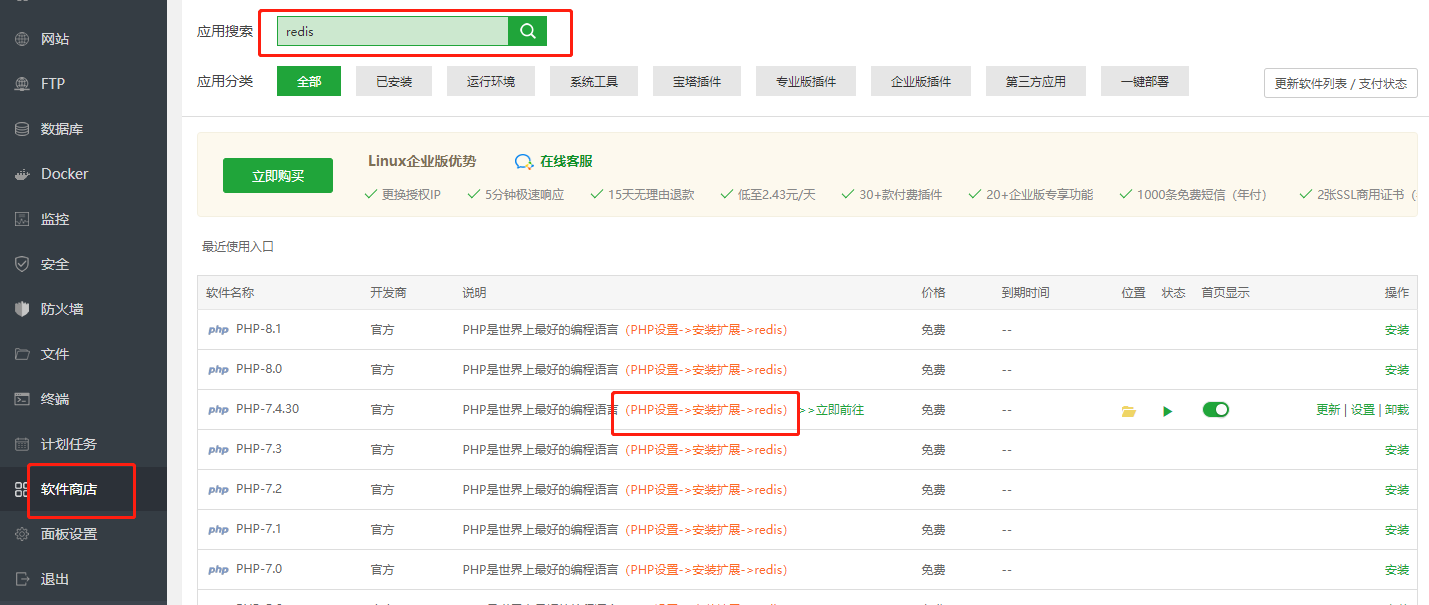 应用搜索 redis
网站
应用分类 全部 已安装 运行环境 系统工具 宝塔插件 专业版插件 企业版插件 第三方应用 一键部署 更新软件列表 / 支付状态
FTP
数据库
Docker
监控
安全
防火墙
文件
终端
计划任务
软件商店
面板设置
退出
立即购买 Linux企业版优势 在线客服
更换授权IP 5分钟极速响应 15天无理由退款 低至2.43元/天 30+款付费插件 20+企业版专享功能 1000条免费短信（年付） 2张SSL商用证书（
最近使用入口
软件名称 开发商 说明 价格 到期时间 位置 状态 首页显示 操作
php PHP-8.1 官方 PHP是世界上最好的编程语言 (PHP设置->安装扩展->redis) 免费 -- 安装
php PHP-8.0 官方 PHP是世界上最好的编程语言 (PHP设置->安装扩展->redis) 免费 -- 安装
php PHP-7.4.30 官方 PHP是世界上最好的编程语言 (PHP设置->安装扩展->redis) >>立即前往 免费 -- 更新 | 设置 | 卸载
php PHP-7.3 官方 PHP是世界上最好的编程语言 (PHP设置->安装扩展->redis) 免费 -- 安装
php PHP-7.2 官方 PHP是世界上最好的编程语言 (PHP设置->安装扩展->redis) 免费 -- 安装
php PHP-7.1 官方 PHP是世界上最好的编程语言 (PHP设置->安装扩展->redis) 免费 -- 安装
php PHP-7.0 官方 PHP是世界上最好的编程语言 (PHP设置->安装扩展->redis) 免费 -- 安装